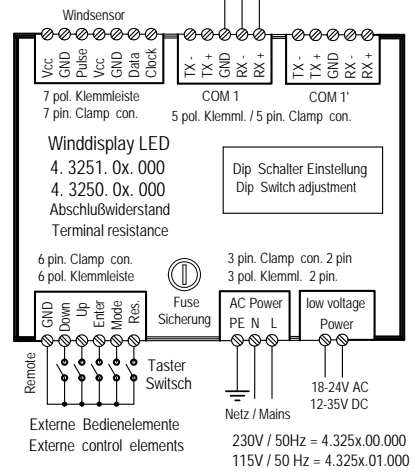 Windsensor
Vcc GND Pulse Vcc GND Data Clock
TX - TX + GND RX - RX +
TX - TX + GND RX - RX +
7 pol. Klemmleiste
7 pin. Clamp con.
COM 1
COM 1'
5 pol. Klemml. / 5 pin. Clamp con.
Winddisplay LED
4. 3251. 0x. 000
4. 3250. 0x. 000
Abschlußwiderstand
Terminal resistance
Dip Schalter Einstellung
Dip Switch adjustment
6 pin. Clamp con.
6 pol. Klemmleiste
3 pin. Clamp con. 2 pin
3 pol. Klemml. 2 pin.
GND Down Up Enter Mode Res.
Fuse
Sicherung
AC Power
PE N L
low voltage
Power
Remote
Taster
Switsch
18-24V AC
12-35V DC
Netz / Mains
Externe Bedienelemente
Externe control elements
230V / 50Hz = 4.325x.00.000
115V / 50Hz = 4.325x.01.000